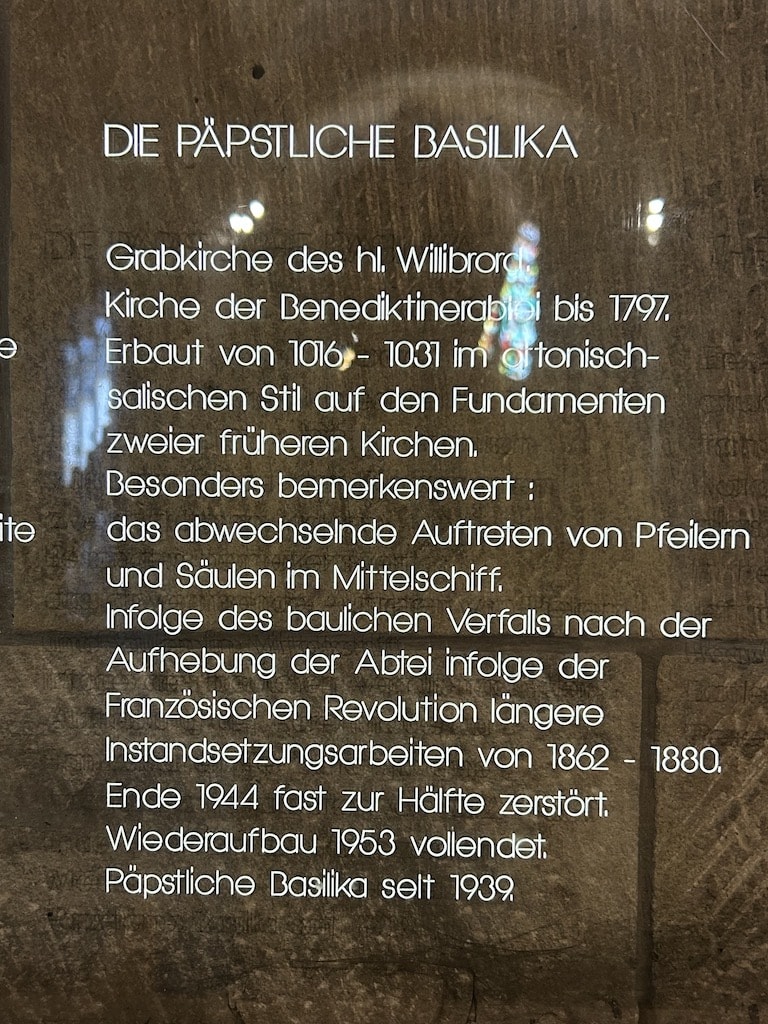 DIE PÄPSTLICHE BASILIKA
Grabkirche des hl. Willibrord.
Kirche der Benediktinerabtei bis 1797.
Erbaut von 1016 - 1031 im ottonisch-
salischen Stil auf den Fundamenten
zweier früheren Kirchen.
Besonders bemerkenswert :
das abwechselnde Auftreten von Pfeilern
und Säulen im Mittelschiff.
Infolge des baulichen Verfalls nach der
Aufhebung der Abtei infolge der
Französischen Revolution längere
Instandsetzungsarbeiten von 1862 - 1880.
Ende 1944 fast zur Hälfte zerstört.
Wiederaufbau 1953 vollendet.
Päpstliche Basilika seit 1939.